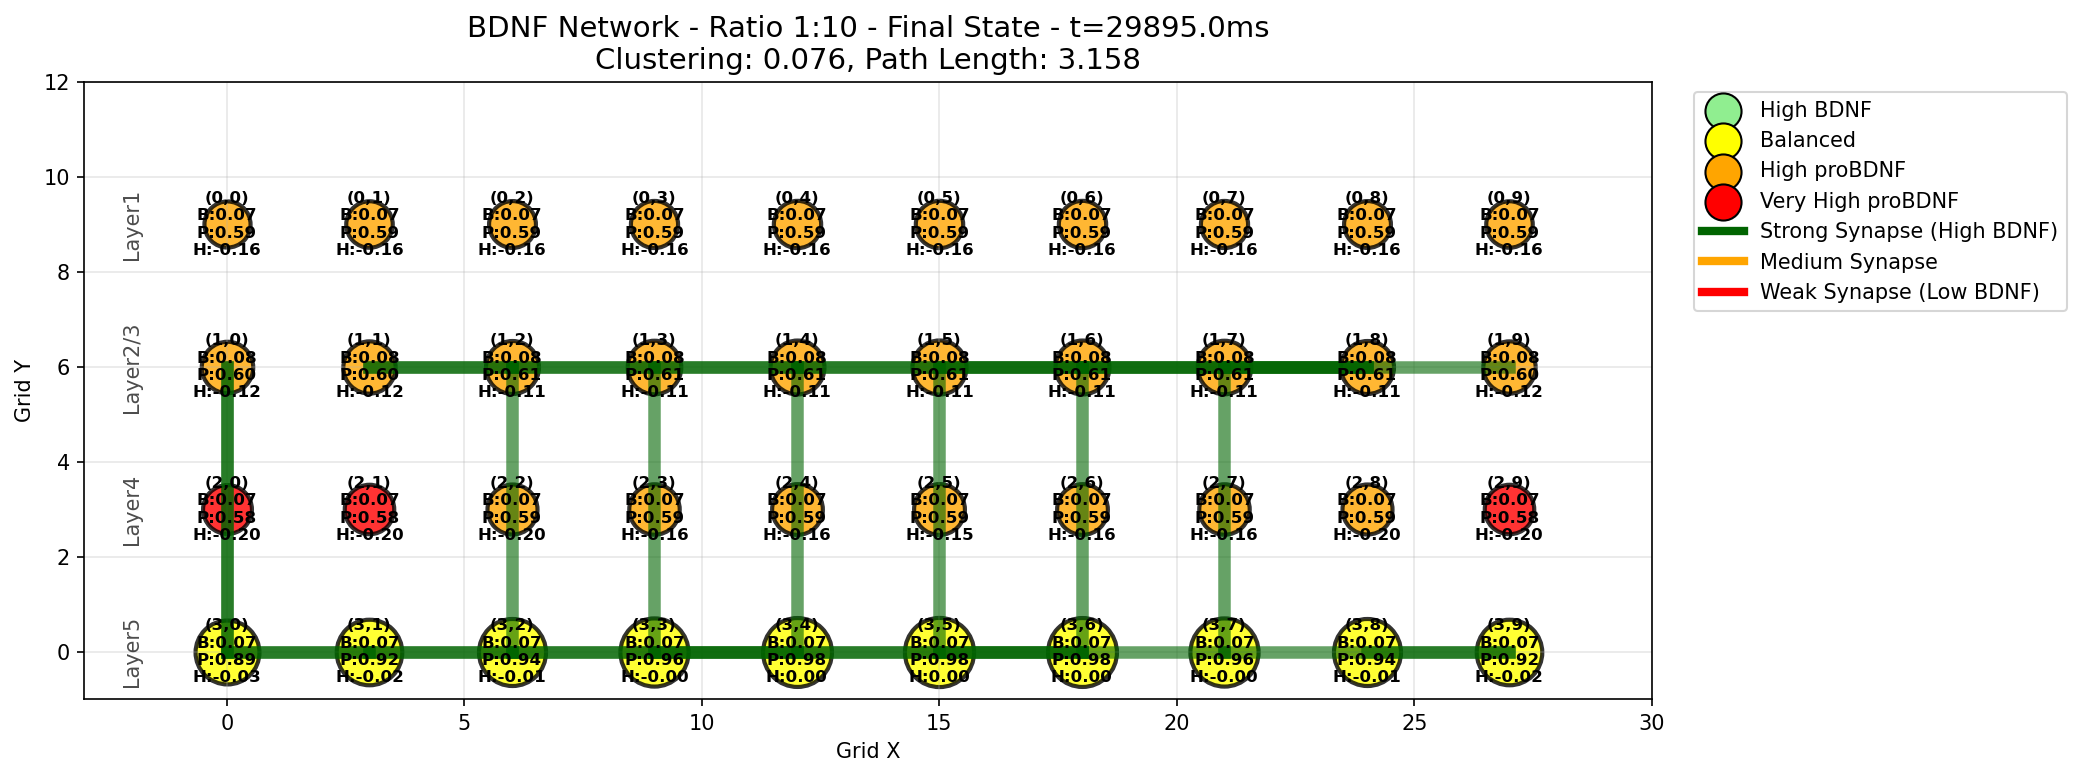 BDNF Network - Ratio 1:10 - Final State - t=29895.0ms
Clustering: 0.076, Path Length: 3.158
12
10
8
6
4
2
0
Grid Y
Layer1
Layer2/3
Layer4
Layer5
(0,0) (0,1) (0,2) (0,3) (0,4) (0,5) (0,6) (0,7) (0,8) (0,9)
B:0.07 B:0.07 B:0.07 B:0.07 B:0.07 B:0.07 B:0.07 B:0.07 B:0.07 B:0.07
P:0.59 P:0.59 P:0.59 P:0.59 P:0.59 P:0.59 P:0.59 P:0.59 P:0.59 P:0.59
H:-0.16 H:-0.16 H:-0.16 H:-0.16 H:-0.16 H:-0.16 H:-0.16 H:-0.16 H:-0.16 H:-0.16
(1,0) (1,1) (1,2) (1,3) (1,4) (1,5) (1,6) (1,7) (1,8) (1,9)
B:0.08 B:0.08 B:0.08 B:0.08 B:0.08 B:0.08 B:0.08 B:0.08 B:0.08 B:0.08
P:0.60 P:0.60 P:0.61 P:0.61 P:0.61 P:0.61 P:0.61 P:0.61 P:0.61 P:0.60
H:-0.12 H:-0.12 H:-0.11 H:-0.11 H:-0.11 H:-0.11 H:-0.11 H:-0.11 H:-0.11 H:-0.12
(2,0) (2,1) (2,2) (2,3) (2,4) (2,5) (2,6) (2,7) (2,8) (2,9)
B:0.07 B:0.07 B:0.07 B:0.07 B:0.07 B:0.07 B:0.07 B:0.07 B:0.07 B:0.07
P:0.58 P:0.58 P:0.59 P:0.59 P:0.59 P:0.59 P:0.59 P:0.59 P:0.59 P:0.58
H:-0.20 H:-0.20 H:-0.20 H:-0.16 H:-0.16 H:-0.15 H:-0.16 H:-0.16 H:-0.20 H:-0.20
(3,0) (3,1) (3,2) (3,3) (3,4) (3,5) (3,6) (3,7) (3,8) (3,9)
B:0.07 B:0.07 B:0.07 B:0.07 B:0.07 B:0.07 B:0.07 B:0.07 B:0.07 B:0.07
P:0.89 P:0.92 P:0.94 P:0.96 P:0.98 P:0.98 P:0.98 P:0.96 P:0.94 P:0.92
H:-0.03 H:-0.02 H:-0.01 H:-0.00 H:0.00 H:0.00 H:0.00 H:-0.00 H:-0.01 H:-0.02
0 5 10 15 20 25 30
Grid X
High BDNF
Balanced
High proBDNF
Very High proBDNF
Strong Synapse (High BDNF)
Medium Synapse
Weak Synapse (Low BDNF)